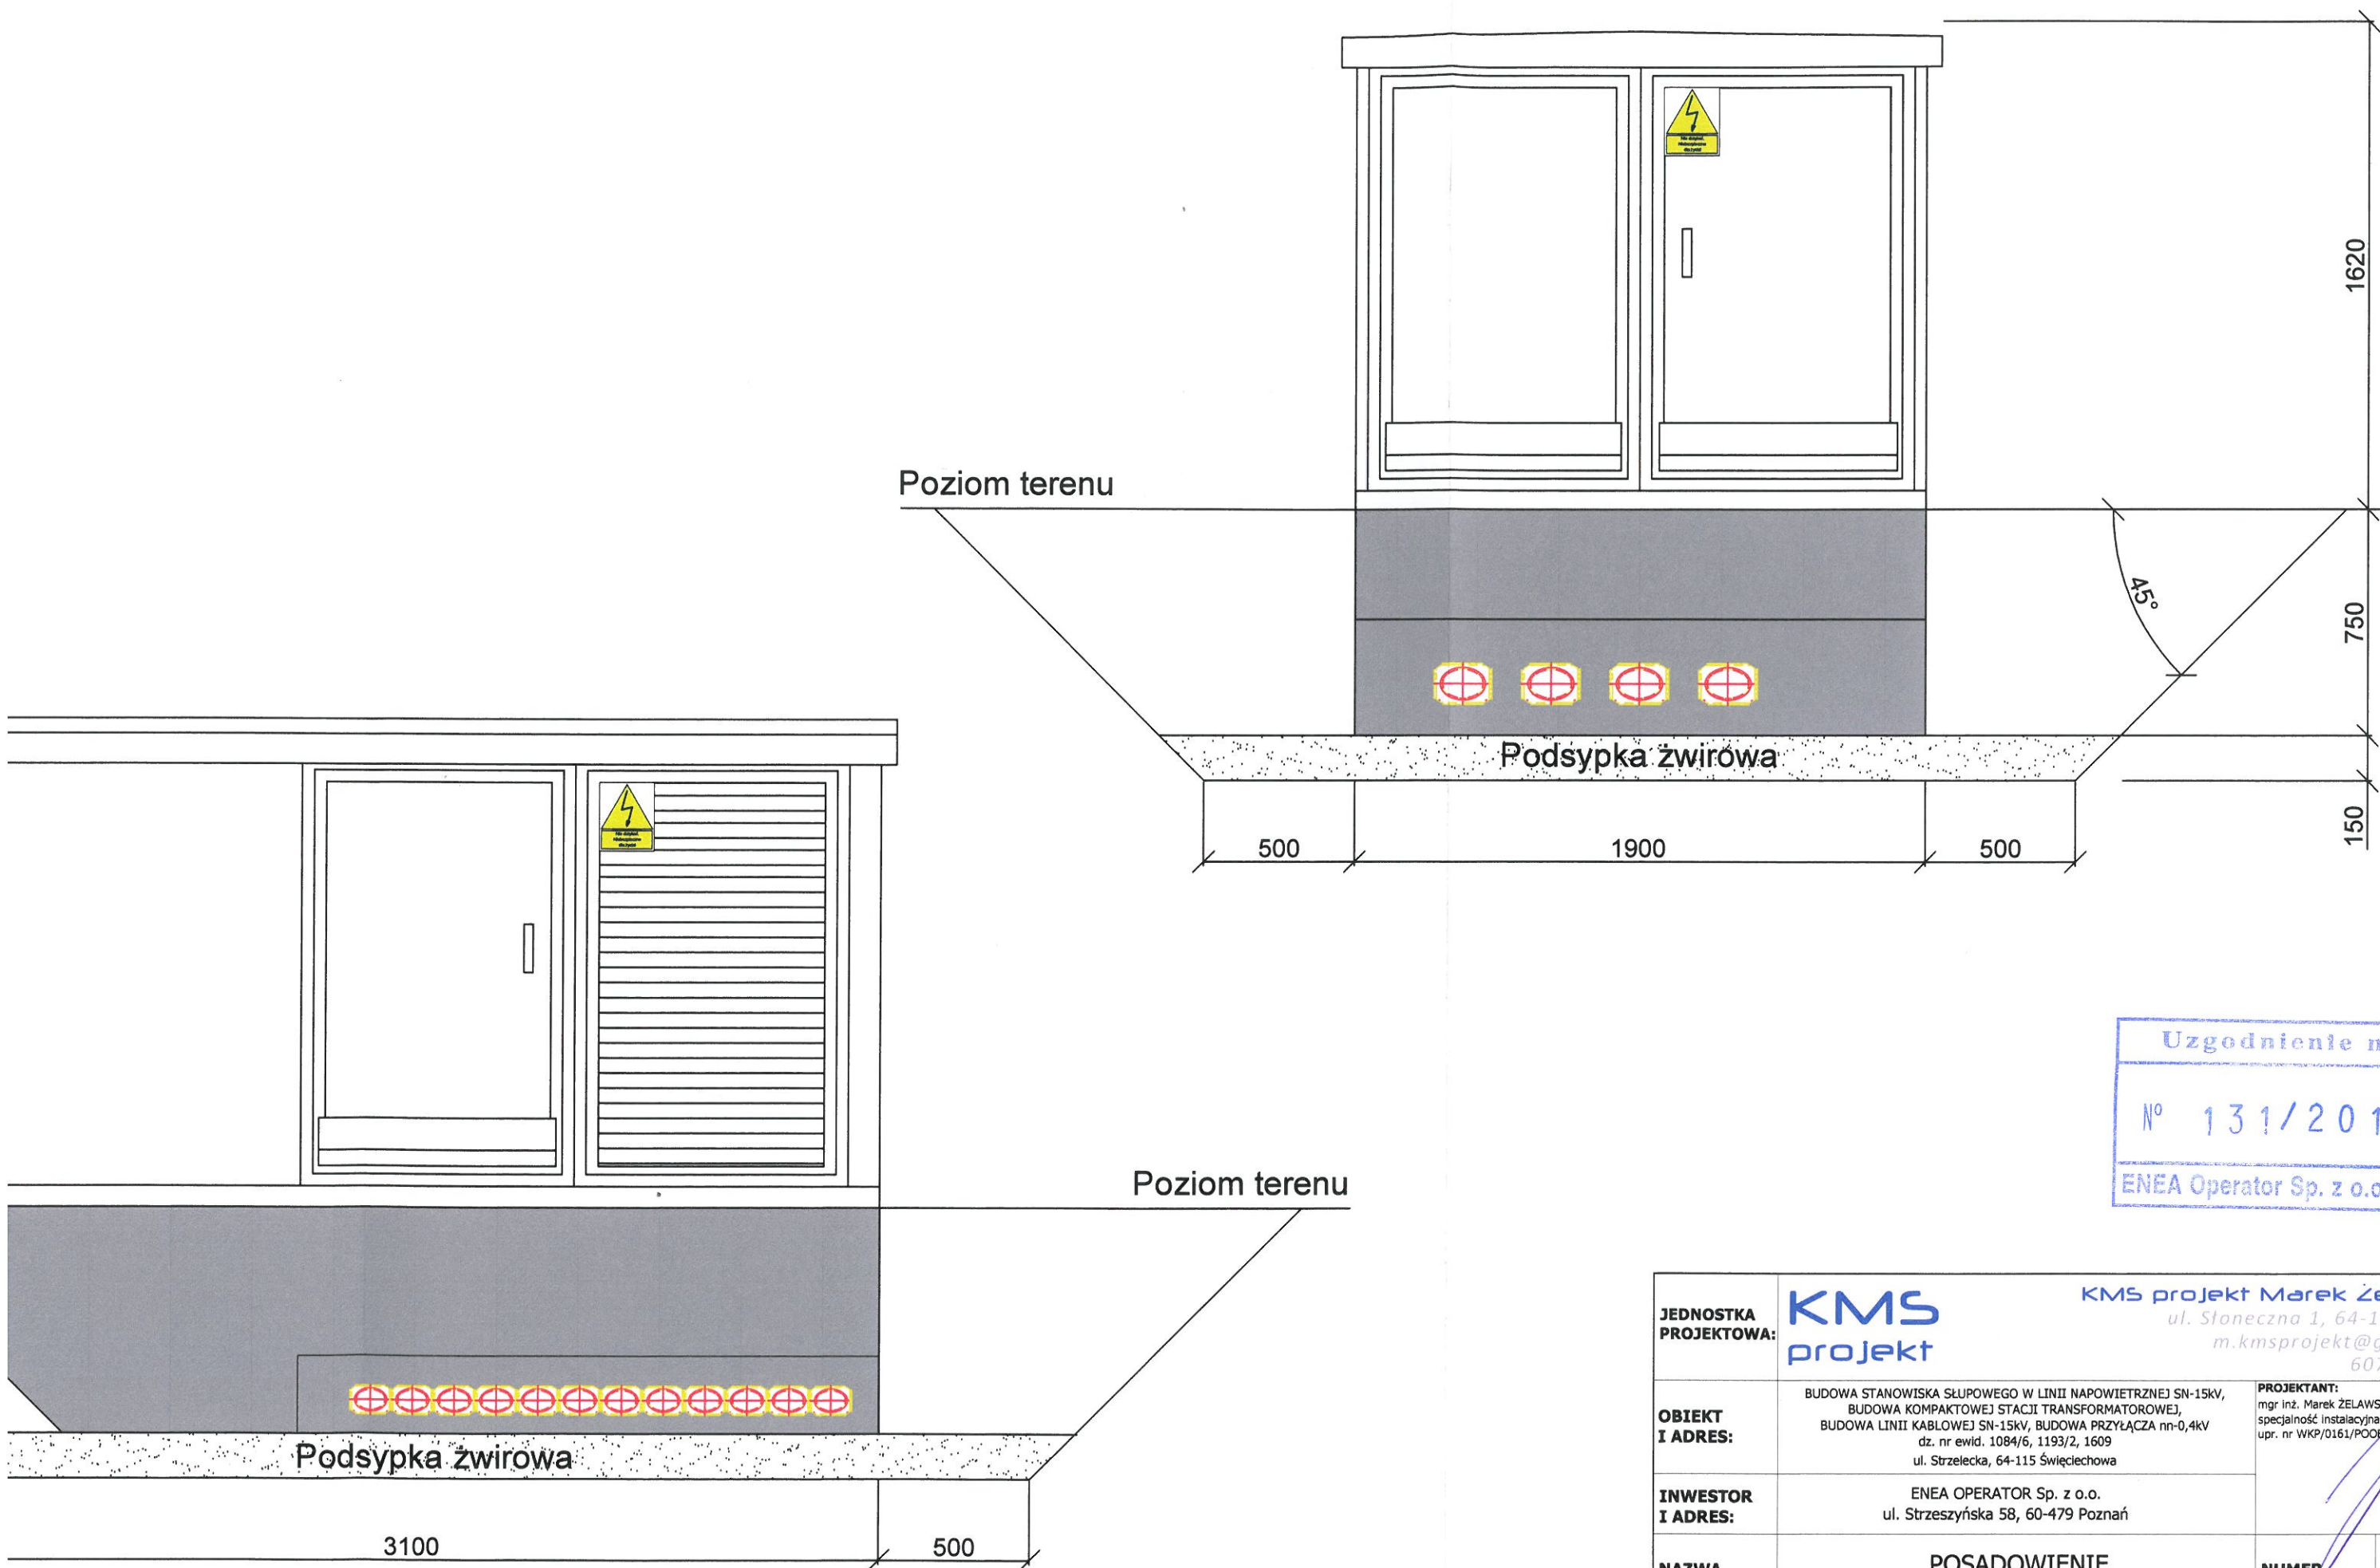 1620
Poziom terenu
45°
750
Podsypka żwirowa
150
500
1900
500
Poziom terenu
Podsypka żwirowa
3100
500
Uzgodnienie
Nº 131/201
ENEA Operator Sp. z o.o
JEDNOSTKA
PROJEKTOWA:
KMS
projekt
KMS projekt Marek Że
ul. Słoneczna 1, 64-1
m.kmsprojekt@g
607
OBIEKT
I ADRES:
BUDOWA STANOWISKA SŁUPOWEGO W LINII NAPOWIETRZNEJ SN-15kV,
BUDOWA KOMPAKTOWEJ STACJI TRANSFORMATOROWEJ,
BUDOWA LINII KABLOWEJ SN-15kV, BUDOWA PRZYŁĄCZA nn-0,4kV
dz. nr ewid. 1084/6, 1193/2, 1609
ul. Strzelecka, 64-115 Święciechowa
PROJEKTANT:
mgr inż. Marek ŻELAWS
specjalność instalacyjna
upr. nr WKP/0161/POOE
INWESTOR
I ADRES:
ENEA OPERATOR Sp. z o.o.
ul. Strzeszyńska 58, 60-479 Poznań
NAZWA
POSADOWIENIE
NUMER